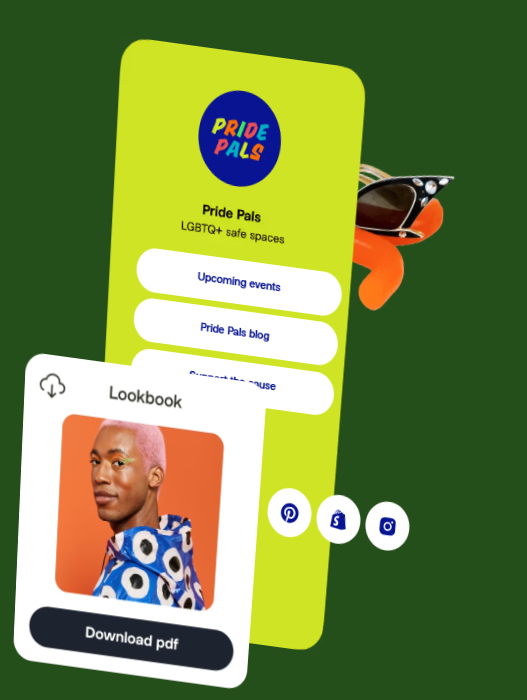 PRIDE
PALS
Pride Pals
LGBTQ+ safe spaces
Upcoming events
Pride Pals blog
Support the cause
Lookbook
Download pdf